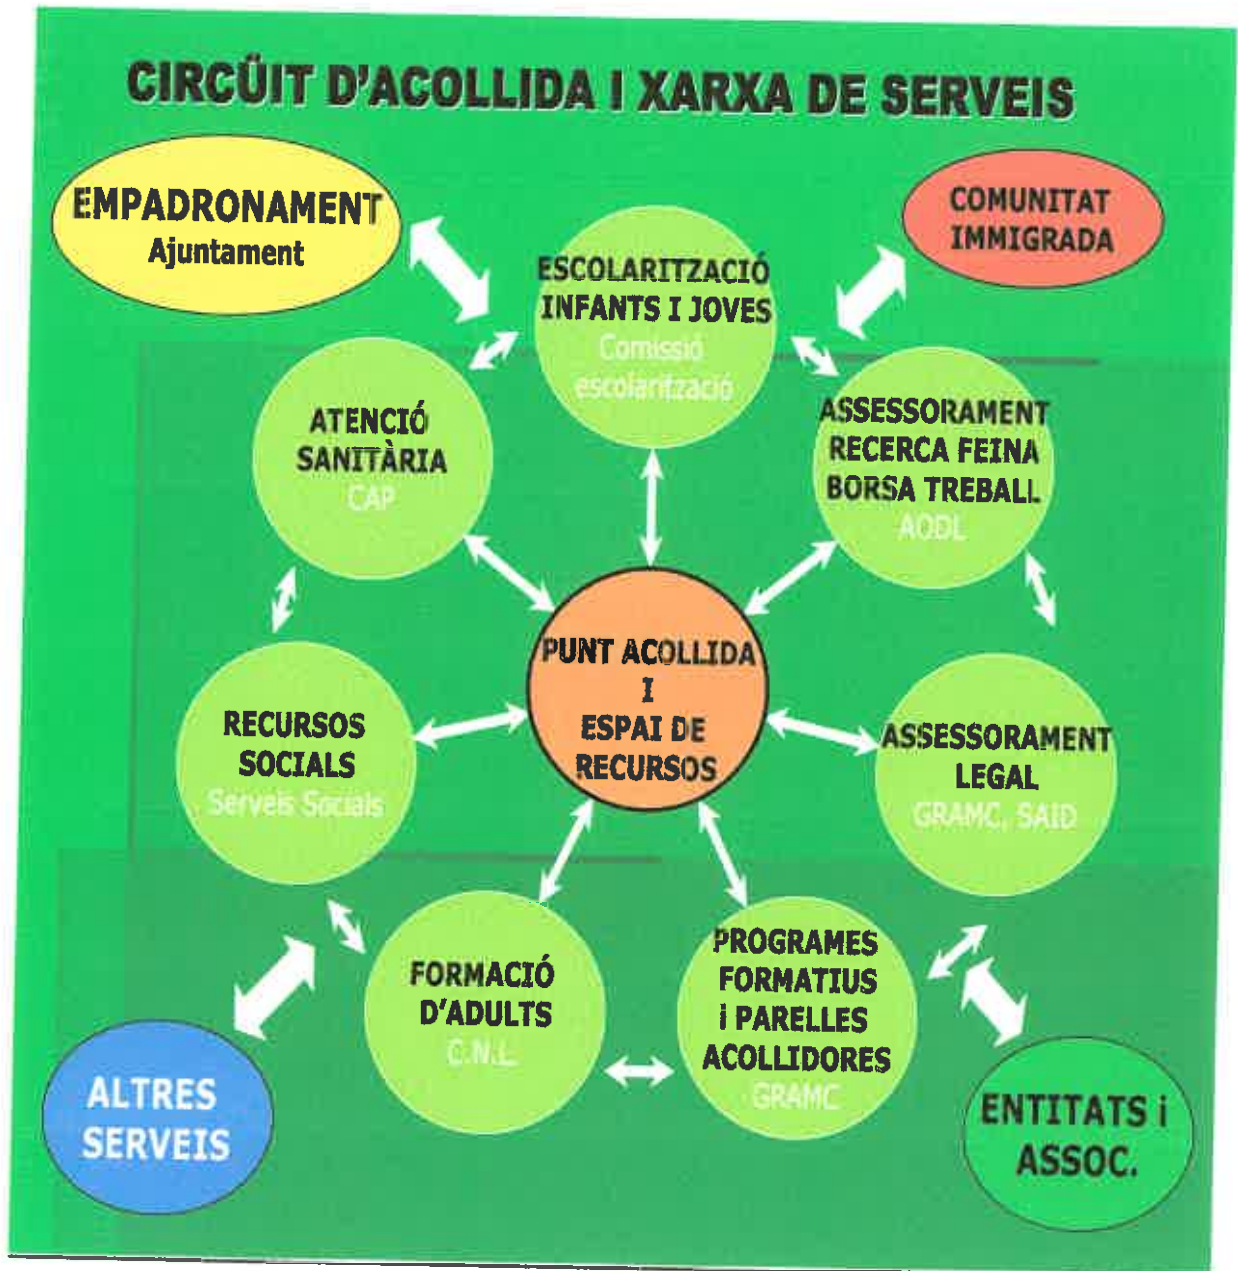 CIRCÜIT D'ACOLLIDA I XARXA DE SERVEIS
EMPADRONAMENT
Ajuntament
COMUNITAT
IMMIGRADA
ESCOLARITZACIÓ
INFANTS I JOVES
Comissió
escolarització
ATENCIÓ
SANITÀRIA
CAP
ASSESSORAMENT
RECERCA FEINA
BORSA TREBALL
AODL
PUNT ACOLLIDA
I
ESPAI DE
RECURSOS
RECURSOS
SOCIALS
Serveis Socials
ASSESSORAMENT
LEGAL
GRAMC, SAID
FORMACIÓ
D'ADULTS
C.N.L.
PROGRAMES
FORMATIUS
i PARELLES
ACOLLIDORES
GRAMC
ALTRES
SERVEIS
ENTITATS i
ASSOC.